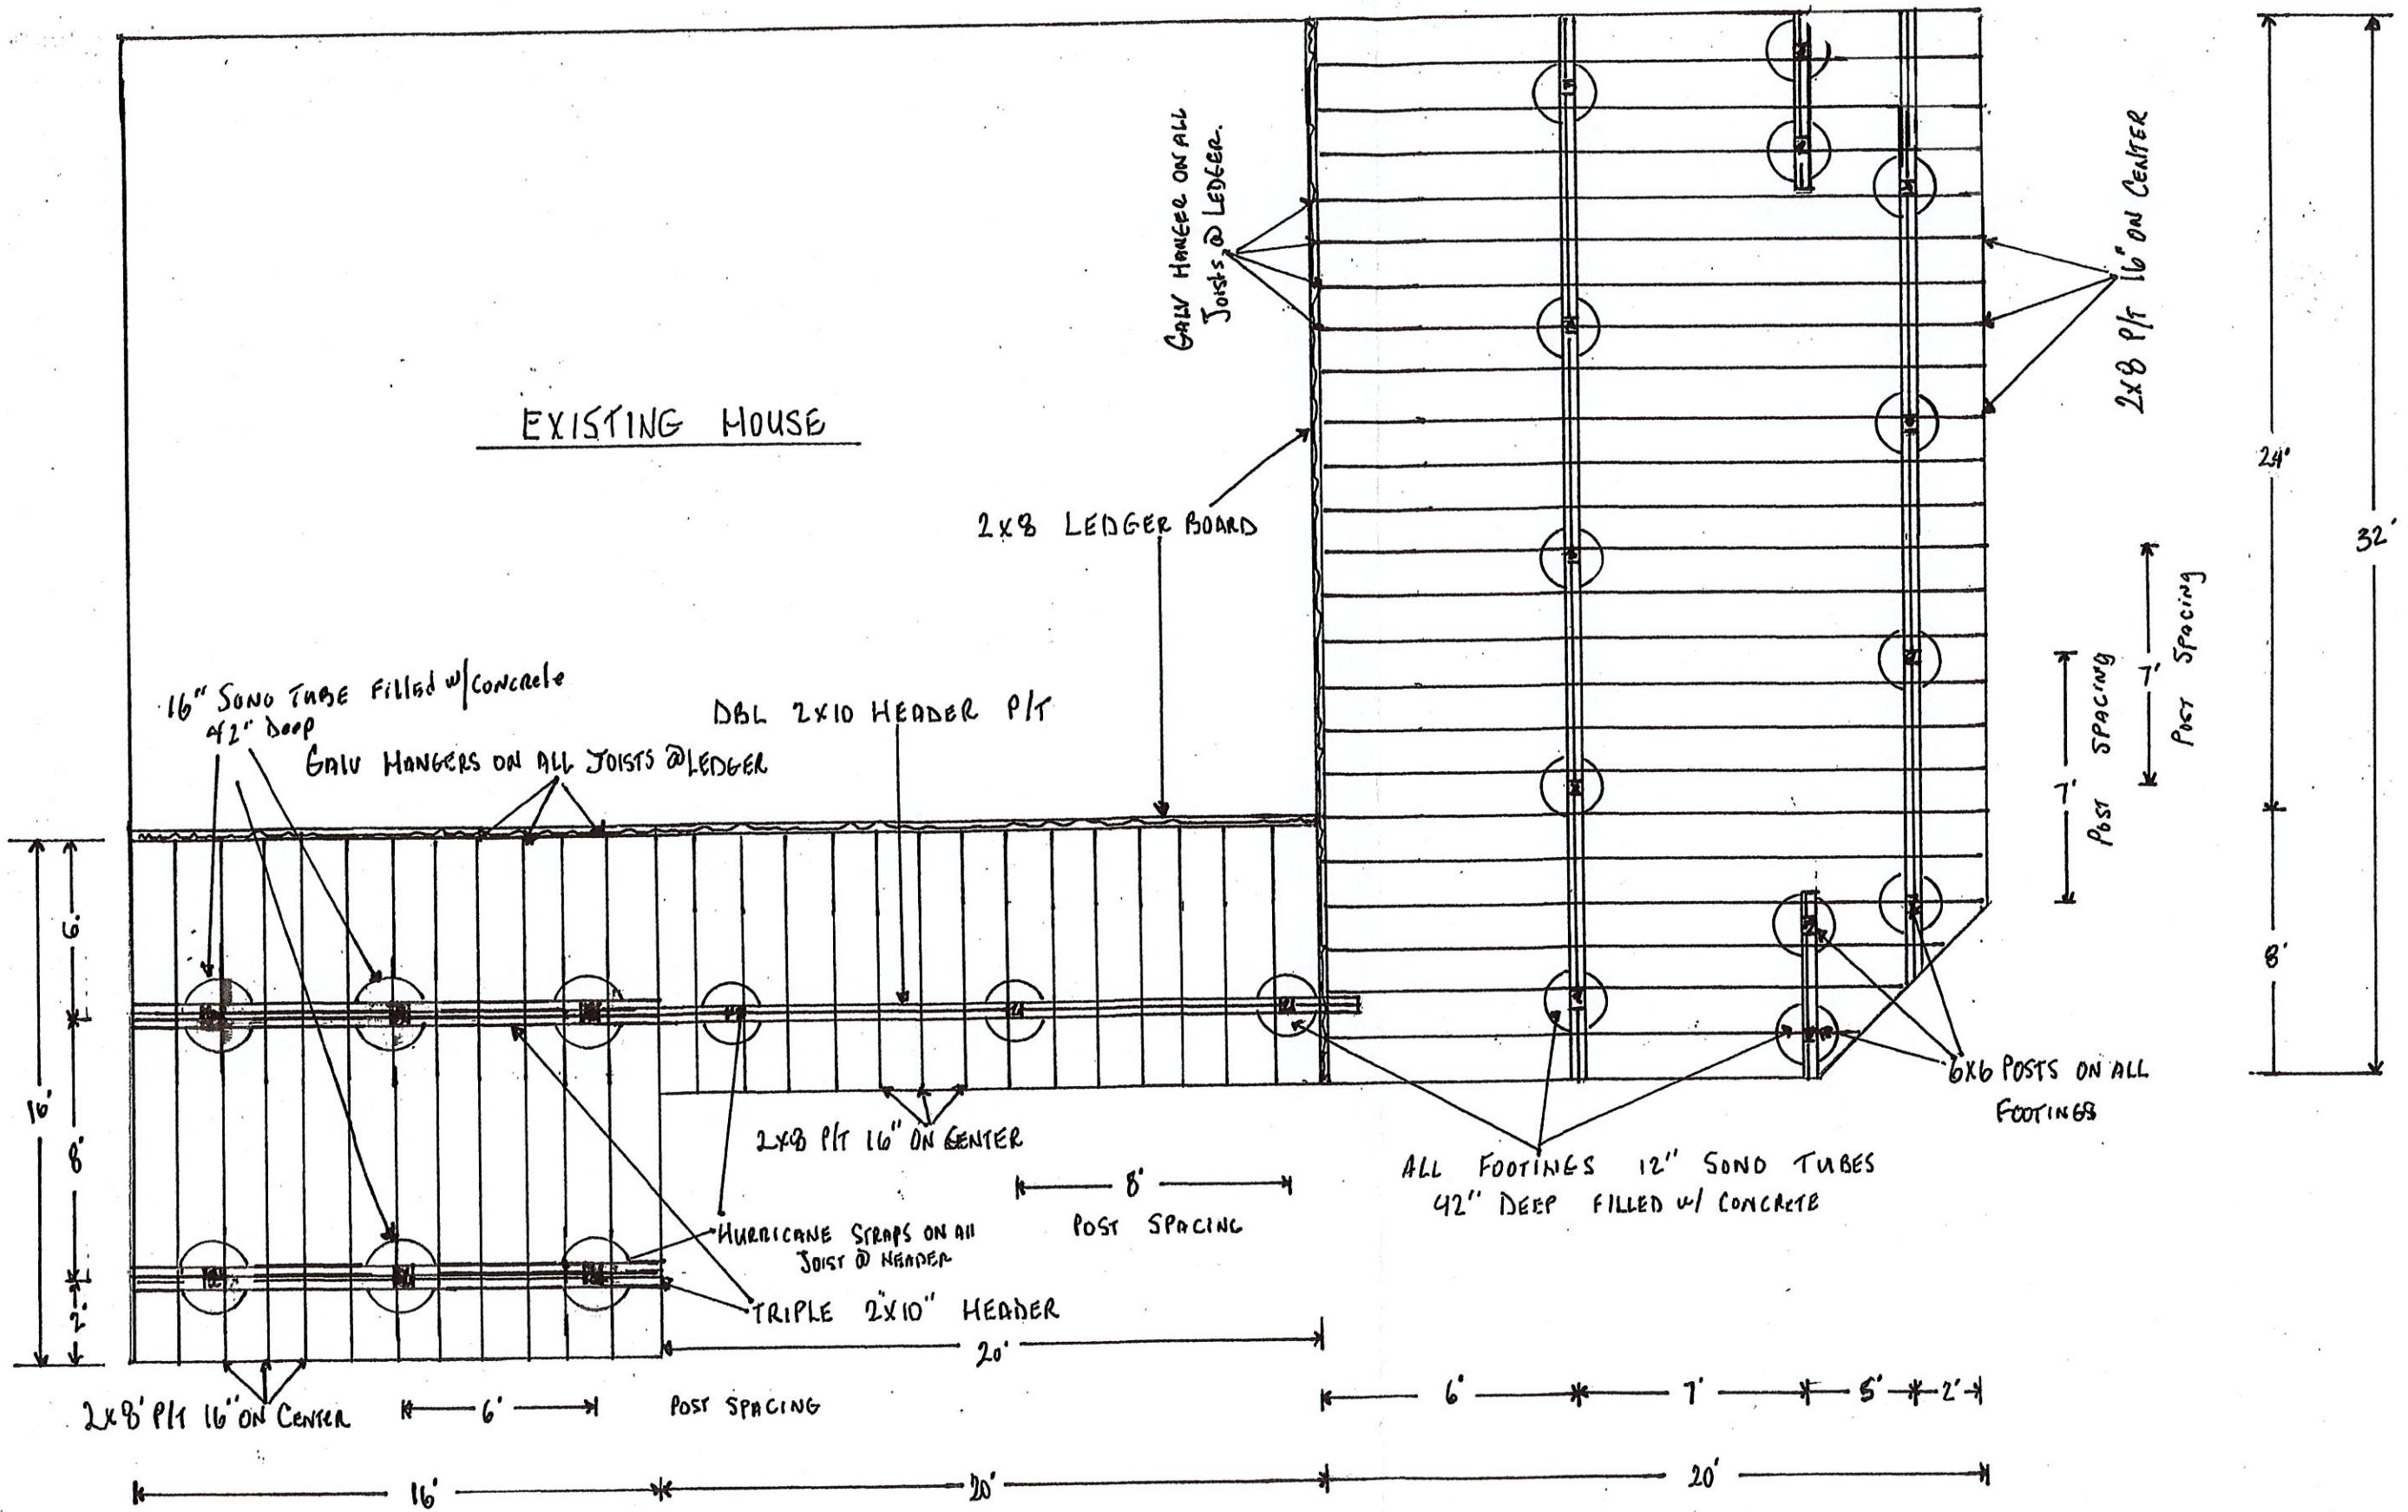 GALV HANGER ON ALL
JOISTS @ LEDGER.
2x8 P/T 16" ON CENTER
24'
32'
EXISTING HOUSE
2x8 LEDGER BOARD
7'
POST SPACING
7'
POST SPACING
16" SONO TUBE FILLED W/CONCRETE
42" DEEP
GALV HANGERS ON ALL JOISTS @LEDGER
DBL 2X10 HEADER P/T
6'
8'
16'
8'
2'
2X8 P/T 16" ON CENTER
8'
POST SPACING
6X6 POSTS ON ALL
FOOTINGS
ALL FOOTINGS 12" SONO TUBES
42" DEEP FILLED W/ CONCRETE
HURRICANE STRAPS ON All
JOIST @ HEADER
TRIPLE 2"X10" HEADER
20'
2x8' P/T 16" ON CENTER
6'
POST SPACING
6'
7'
5'
2'
16'
20'
20'